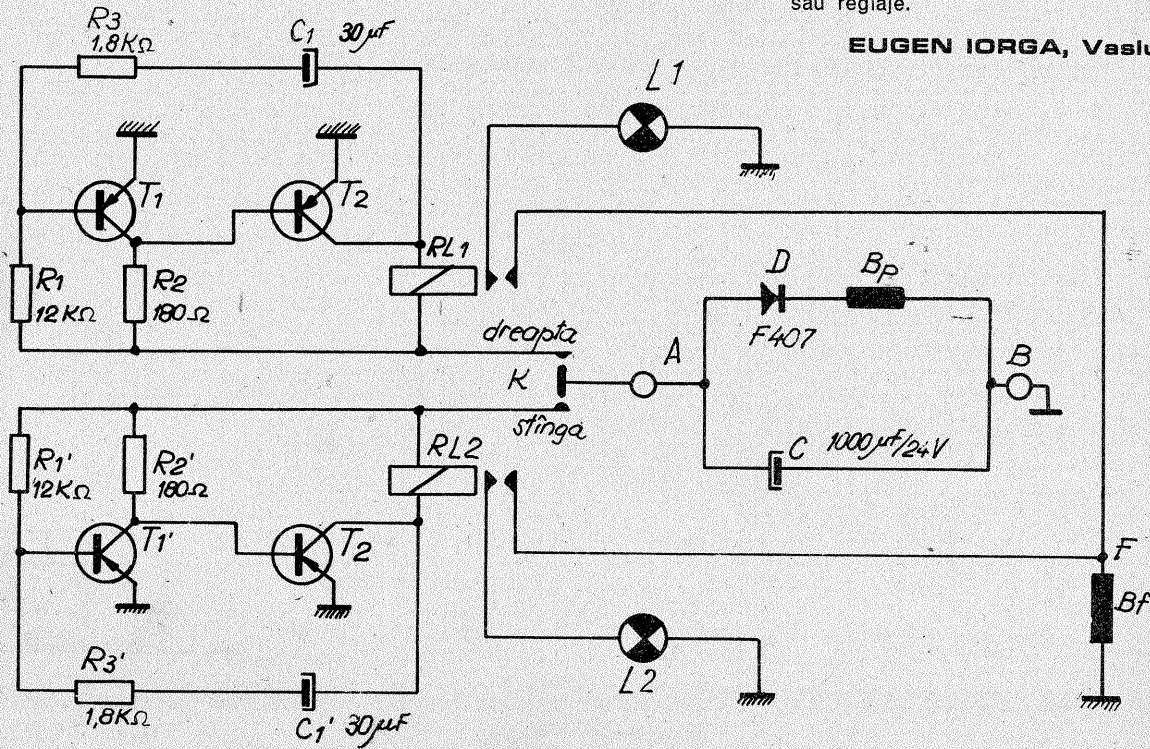 sau reglaje.
EUGEN IORGA, Vaslu
R3
1,8KΩ
C1 30µF
L1
T1
T2
RL1
R1
12KΩ
R2
180Ω
D
F407
Bp
dreapta
K
A
B
stînga
C 1000µF/24V
R1'
12KΩ
R2'
180Ω
RL2
T1'
T2
F
Bf
R3'
1,8KΩ
C1' 30µF
L2